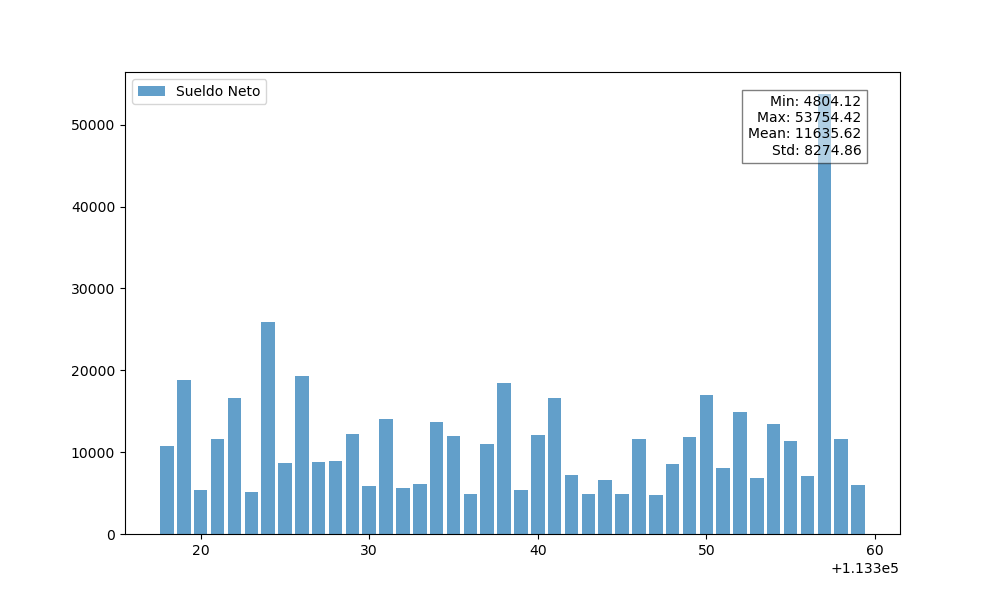 Sueldo Neto
Min: 4804.12
Max: 53754.42
Mean: 11635.62
Std: 8274.86
50000
40000
30000
20000
10000
0
20
30
40
50
60
+1.133e5